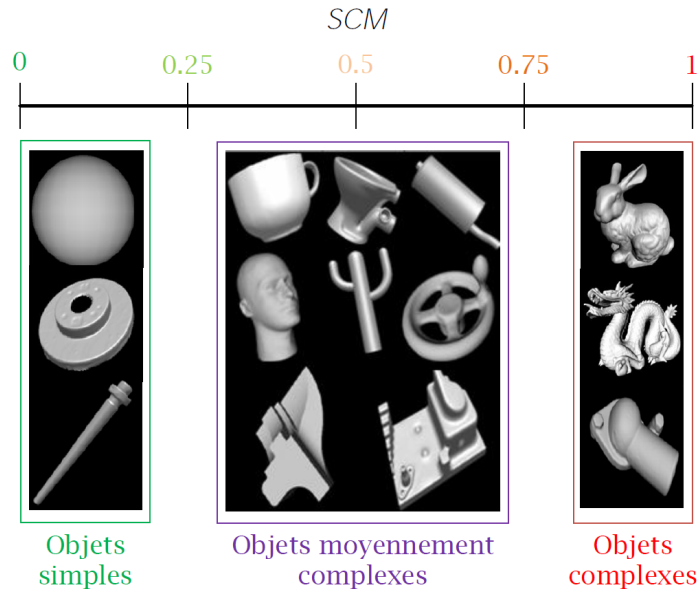 SCM
0 0.25 0.5 0.75 1
Objets
simples
Objets moyennement
complexes
Objets
complexes